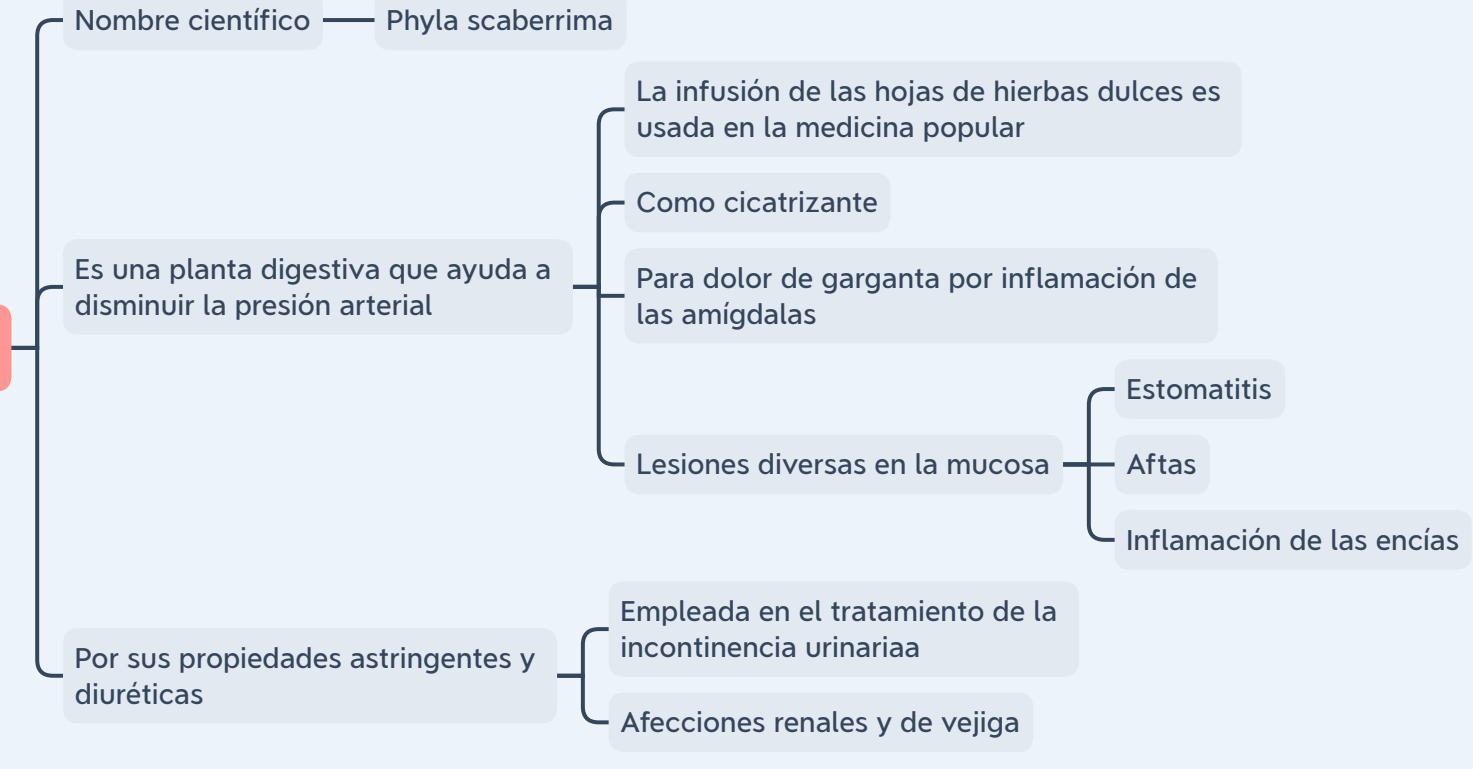 Nombre científico
Phyla scaberrima
La infusión de las hojas de hierbas dulces es
usada en la medicina popular
Como cicatrizante
Es una planta digestiva que ayuda a
disminuir la presión arterial
Para dolor de garganta por inflamación de
las amígdalas
Lesiones diversas en la mucosa
Estomatitis
Aftas
Inflamación de las encías
Por sus propiedades astringentes y
diuréticas
Empleada en el tratamiento de la
incontinencia urinariaa
Afecciones renales y de vejiga